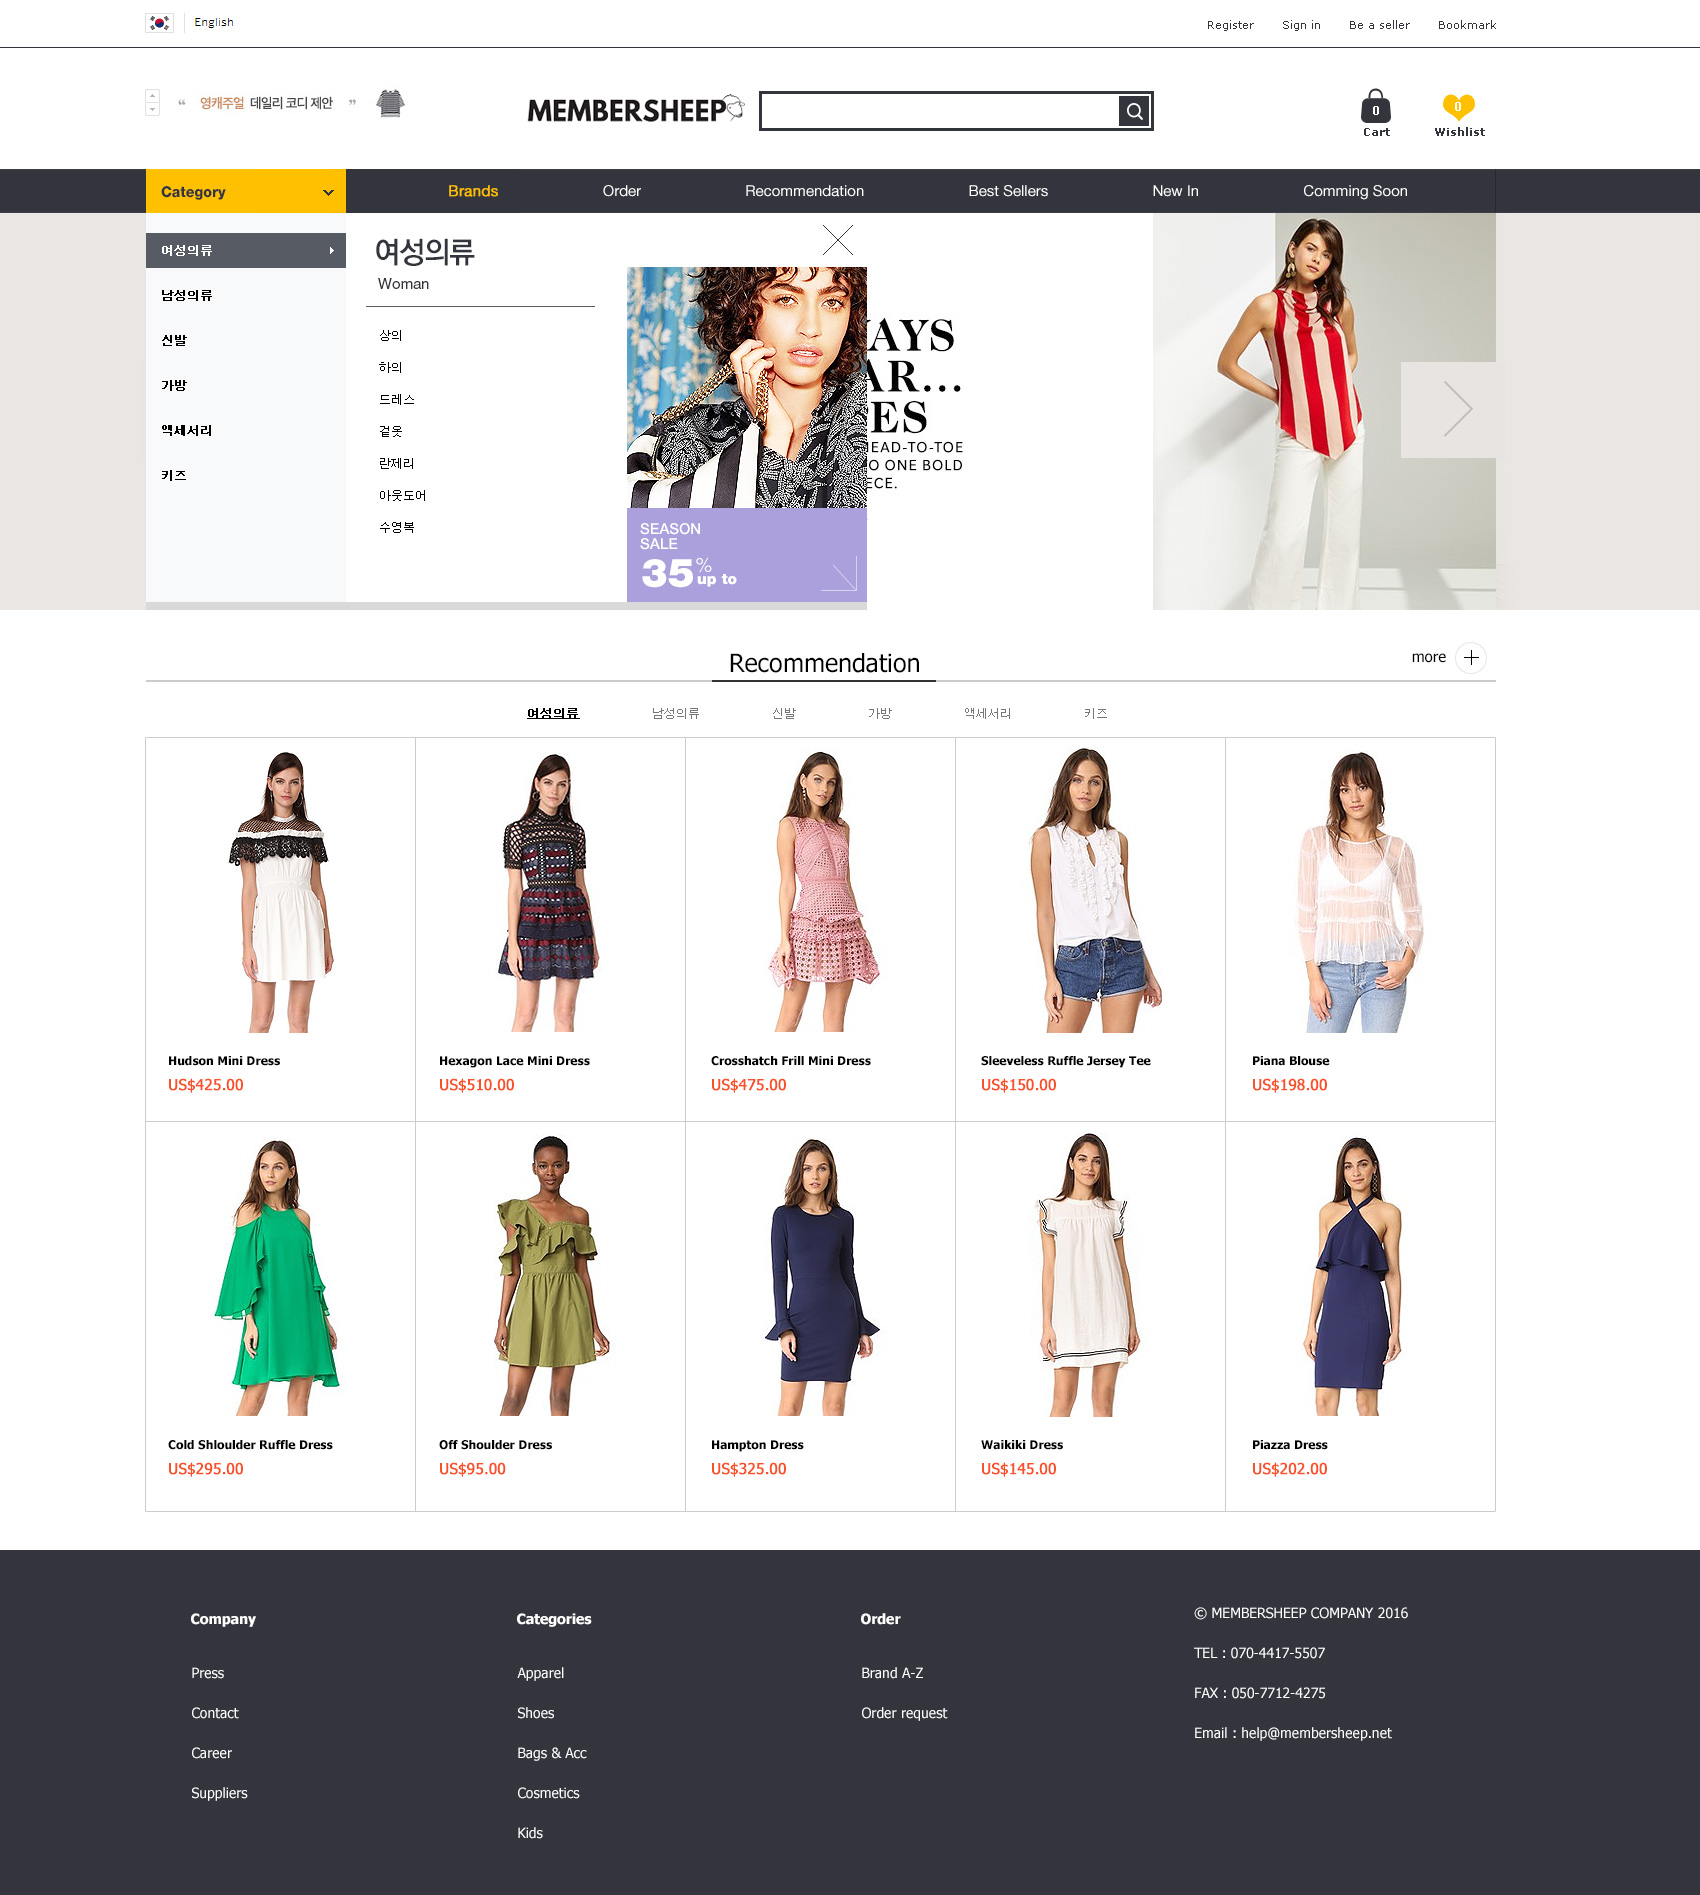 English
Register
Sign in
Be a seller
Bookmark
“ 영캐주얼 데일리 코디 제안 ”
MEMBERSHEEP
0
Cart
0
Wishlist
Category
Brands
Order
Recommendation
Best Sellers
New In
Comming Soon
여성의류
남성의류
신발
가방
액세서리
키즈
여성의류
Woman
상의
하의
드레스
겉옷
란제리
아웃도어
수영복
SEASON
SALE
35%
up to
AYS
AR...
ES
EAD-TO-TOE
O ONE BOLD
ECE.
Recommendation
more
여성의류
남성의류
신발
가방
액세서리
키즈
Hudson Mini Dress
US$425.00
Hexagon Lace Mini Dress
US$510.00
Crosshatch Frill Mini Dress
US$475.00
Sleeveless Ruffle Jersey Tee
US$150.00
Piana Blouse
US$198.00
Cold Shloulder Ruffle Dress
US$295.00
Off Shoulder Dress
US$95.00
Hampton Dress
US$325.00
Waikiki Dress
US$145.00
Piazza Dress
US$202.00
Company
Press
Contact
Career
Suppliers
Categories
Apparel
Shoes
Bags & Acc
Cosmetics
Kids
Order
Brand A-Z
Order request
© MEMBERSHEEP COMPANY 2016
TEL : 070-4417-5507
FAX : 050-7712-4275
Email : help@membersheep.net